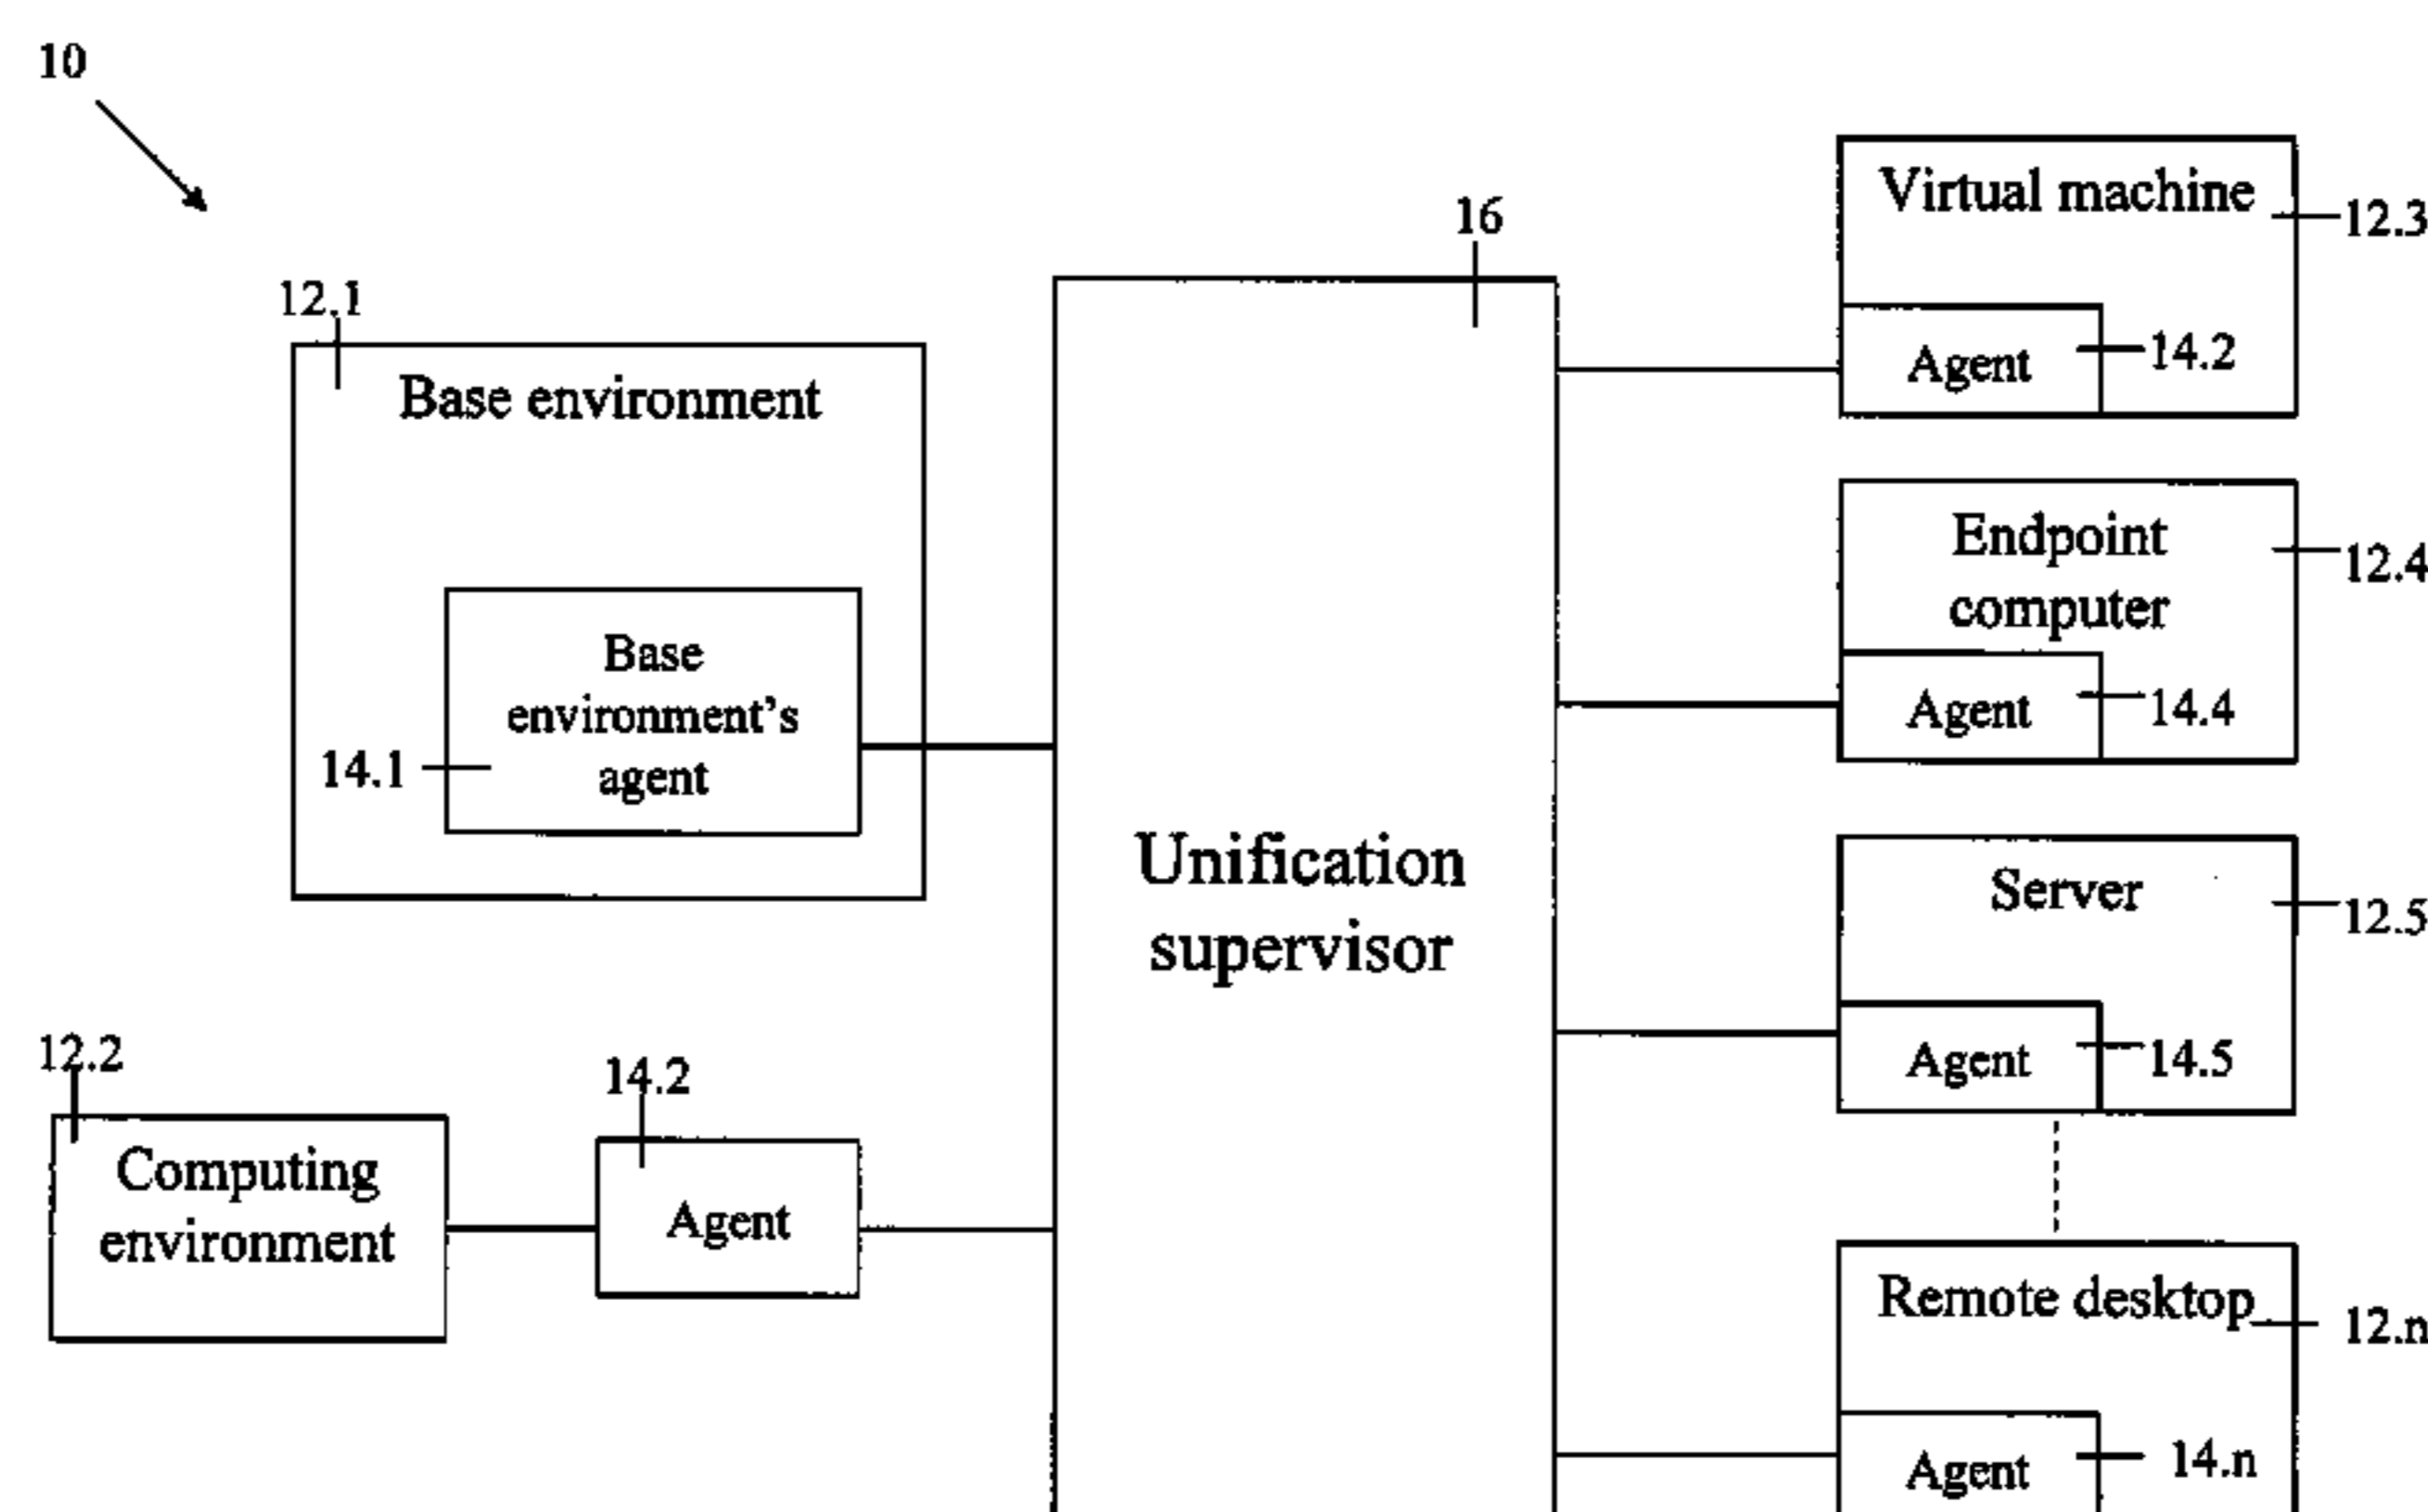 10
12.1
Base environment
Base
environment's
agent
14.1
12.2
Computing
environment
14.2
Agent
16
Unification
supervisor
Virtual machine
12.3
Agent
14.2
Endpoint
computer
12.4
Agent
14.4
Server
12.5
Agent
14.5
Remote desktop
12.n
Agent
14.n